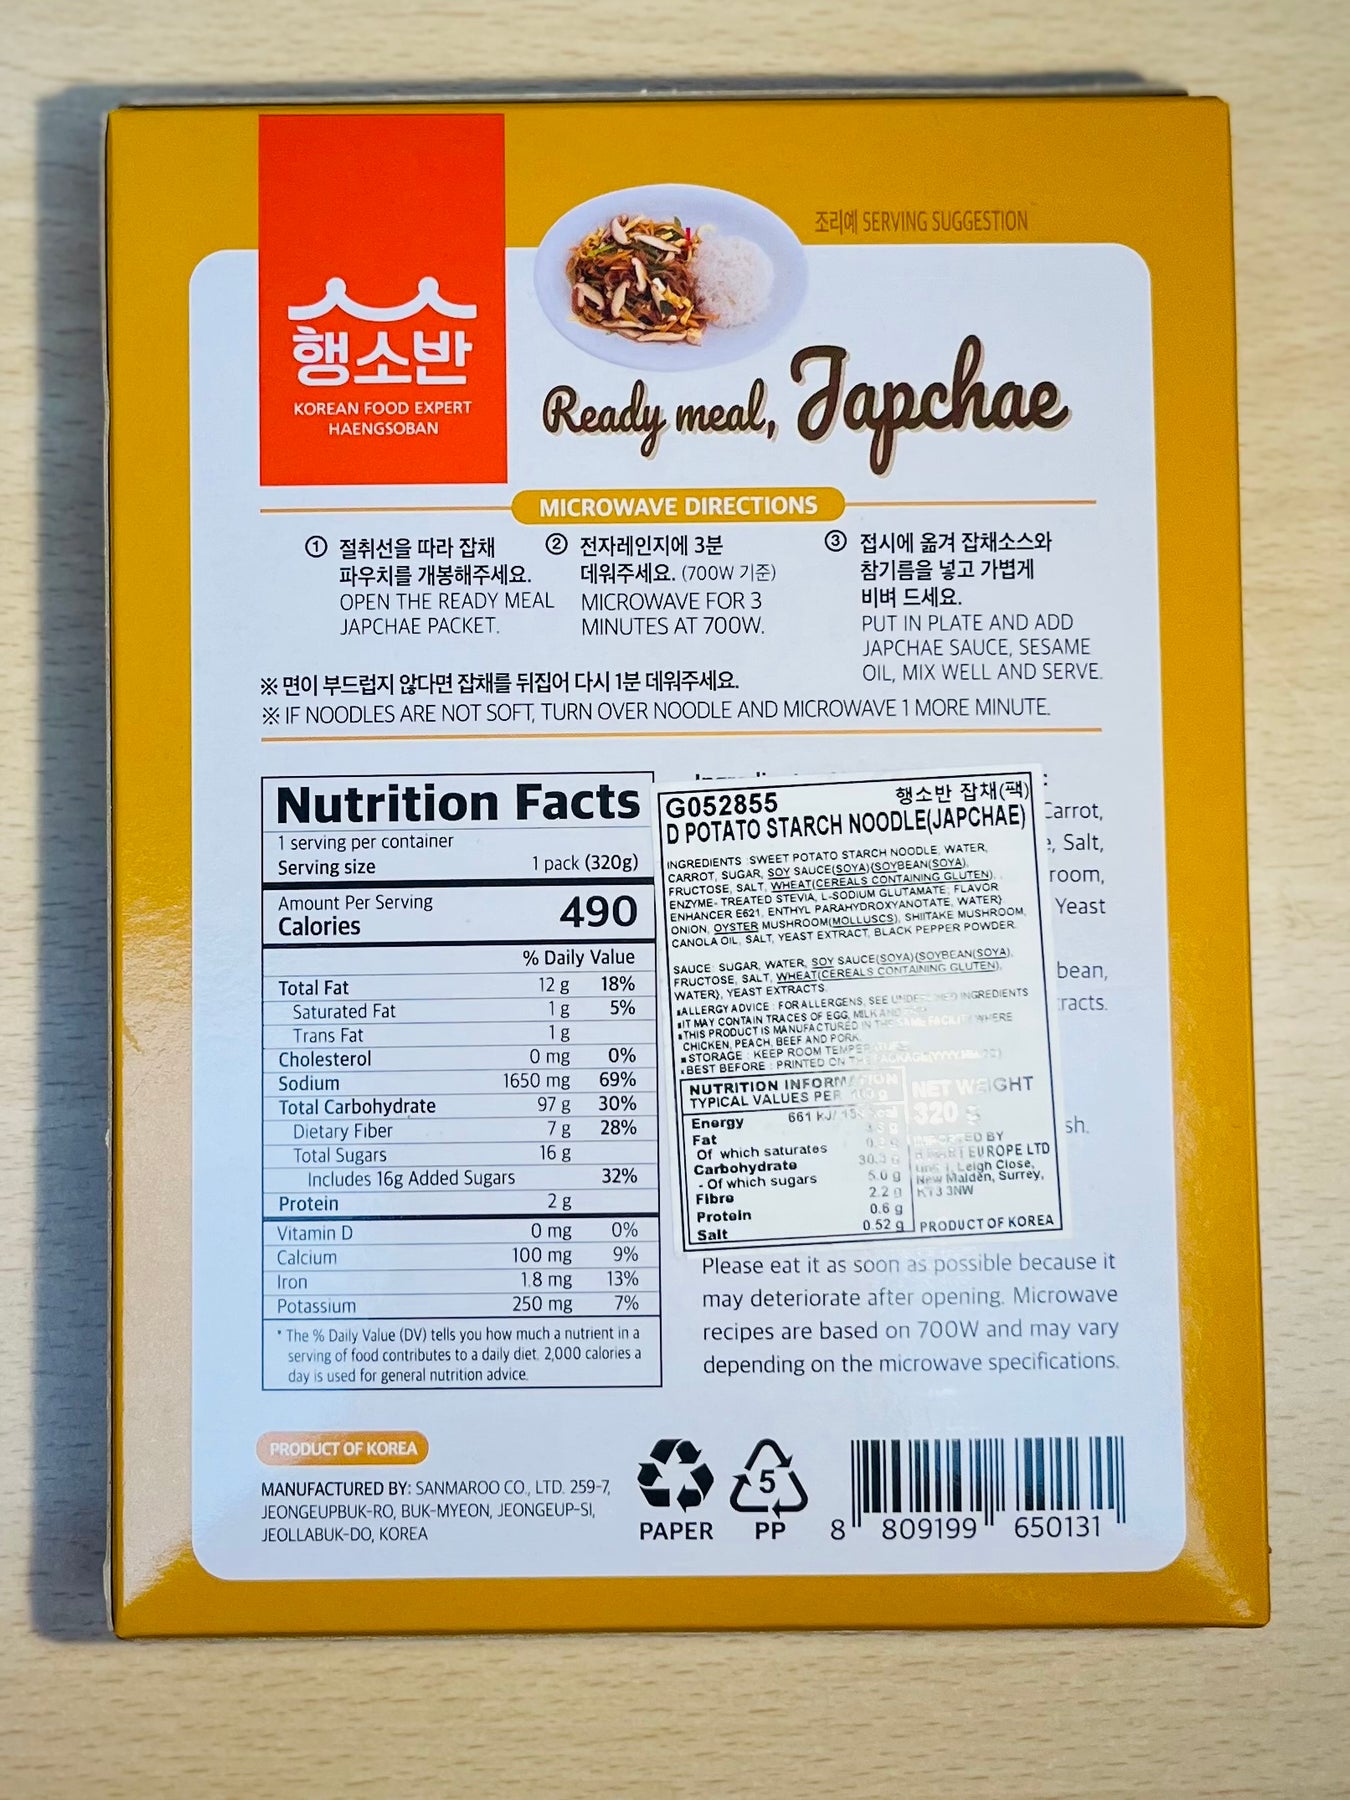 조리예 SERVING SUGGESTION
행소반
KOREAN FOOD EXPERT
HAENGSOBAN
Ready meal, Japchae
MICROWAVE DIRECTIONS
① 절취선을 따라 잡채
파우치를 개봉해주세요.
OPEN THE READY MEAL
JAPCHAE PACKET.
② 전자레인지에 3분
데워주세요. (700W 기준)
MICROWAVE FOR 3
MINUTES AT 700W.
③ 접시에 옮겨 잡채소스와
참기름을 넣고 가볍게
비벼 드세요.
PUT IN PLATE AND ADD
JAPCHAE SAUCE, SESAME
OIL, MIX WELL AND SERVE.
※ 면이 부드럽지 않다면 잡채를 뒤집어 다시 1분 데워주세요.
※ IF NOODLES ARE NOT SOFT, TURN OVER NOODLE AND MICROWAVE 1 MORE MINUTE.
Nutrition Facts
1 serving per container
Serving size 1 pack (320g)
Amount Per Serving
Calories 490
% Daily Value
Total Fat 12 g 18%
Saturated Fat 1 g 5%
Trans Fat 1 g
Cholesterol 0 mg 0%
Sodium 1650 mg 69%
Total Carbohydrate 97 g 30%
Dietary Fiber 7 g 28%
Total Sugars 16 g
Includes 16g Added Sugars 32%
Protein 2 g
Vitamin D 0 mg 0%
Calcium 100 mg 9%
Iron 1.8 mg 13%
Potassium 250 mg 7%
* The % Daily Value (DV) tells you how much a nutrient in a
serving of food contributes to a daily diet. 2,000 calories a
day is used for general nutrition advice.
G052855 행소반 잡채(팩)
D POTATO STARCH NOODLE(JAPCHAE)
INGREDIENTS : SWEET POTATO STARCH NOODLE, WATER,
CARROT, SUGAR, SOY SAUCE(SOYA)(SOYBEAN(SOYA),
FRUCTOSE, SALT, WHEAT(CEREALS CONTAINING GLUTEN),
ENZYME- TREATED STEVIA, L-SODIUM GLUTAMATE; FLAVOR
ENHANCER E621, ENTHYL PARAHYDROXYANOTATE, WATER}
ONION, OYSTER MUSHROOM(MOLLUSCS), SHIITAKE MUSHROOM,
CANOLA OIL, SALT, YEAST EXTRACT, BLACK PEPPER POWDER.
SAUCE: SUGAR, WATER, SOY SAUCE(SOYA)(SOYBEAN(SOYA),
FRUCTOSE, SALT, WHEAT(CEREALS CONTAINING GLUTEN),
WATER}, YEAST EXTRACTS.
■ALLERGY ADVICE : FOR ALLERGENS, SEE INGREDIENTS
■IT MAY CONTAIN TRACES OF EGG, MILK AND
■THIS PRODUCT IS MANUFACTURED IN THE SAME FACILITY WHERE
CHICKEN, PEACH, BEEF AND PORK.
■STORAGE : KEEP ROOM
■BEST BEFORE : PRINTED ON THE PACKAGE
NUTRITION INFORMATION
TYPICAL VALUES PER 100 g
Energy 661 KJ/
Fat
Of which saturates
Carbohydrate
- Of which sugars 5.0 g
Fibre 2.2 g
Protein 0.6 g
Salt 0.52 g
NET WEIGHT
320 g
IMPORTED BY
EUROPE LTD
Leigh Close,
New Malden, Surrey,
KT3 3NW
PRODUCT OF KOREA
Carrot,
Salt,
room,
Yeast
bean,
racts.
sh.
Please eat it as soon as possible because it
may deteriorate after opening. Microwave
recipes are based on 700W and may vary
depending on the microwave specifications.
PRODUCT OF KOREA
MANUFACTURED BY: SANMAROO CO., LTD. 259-7,
JEONGEUPBUK-RO, BUK-MYEON, JEONGEUP-SI,
JEOLLABUK-DO, KOREA
PAPER
5
PP
8 809199 650131